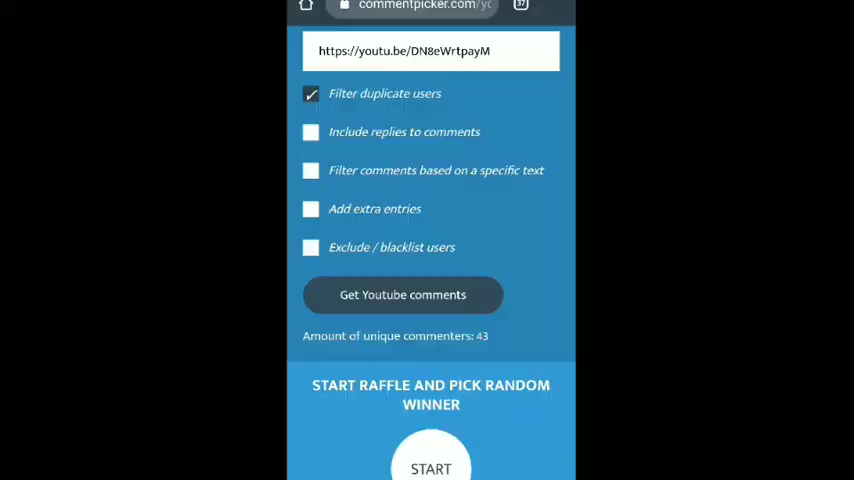 commentpicker.com/yo
37
https://youtu.be/DN8eWrtpayM
Filter duplicate users
Include replies to comments
Filter comments based on a specific text
Add extra entries
Exclude / blacklist users
Get Youtube comments
Amount of unique commenters: 43
START RAFFLE AND PICK RANDOM
WINNER
START